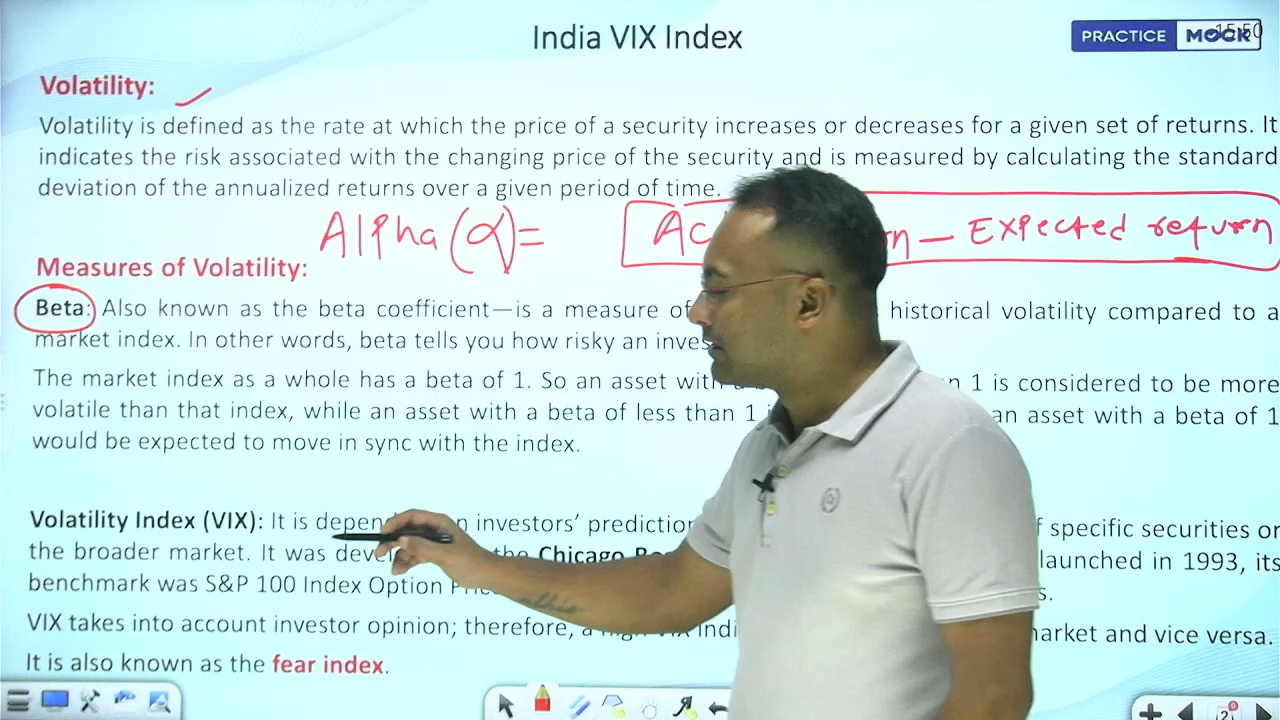 India VIX Index
PRACTICE MOCK
15:50
Volatility:
Volatility is defined as the rate at which the price of a security increases or decreases for a given set of returns. It
indicates the risk associated with the changing price of the security and is measured by calculating the standard
deviation of the annualized returns over a given period of time.
Alpha (α) = — Expected return
Measures of Volatility:
Beta: Also known as the beta coefficient—is a measure of historical volatility compared to a
market index. In other words, beta tells you how risky an
The market index as a whole has a beta of 1. So an asset with 1 is considered to be more
volatile than that index, while an asset with a beta of less than 1 an asset with a beta of 1
would be expected to move in sync with the index.
Volatility Index (VIX): It is investors' specific securities or
the broader market. It was the Chicago launched in 1993, its
benchmark was S&P 100 Index Option
VIX takes into account investor opinion; therefore, market and vice versa.
It is also known as the fear index.
2